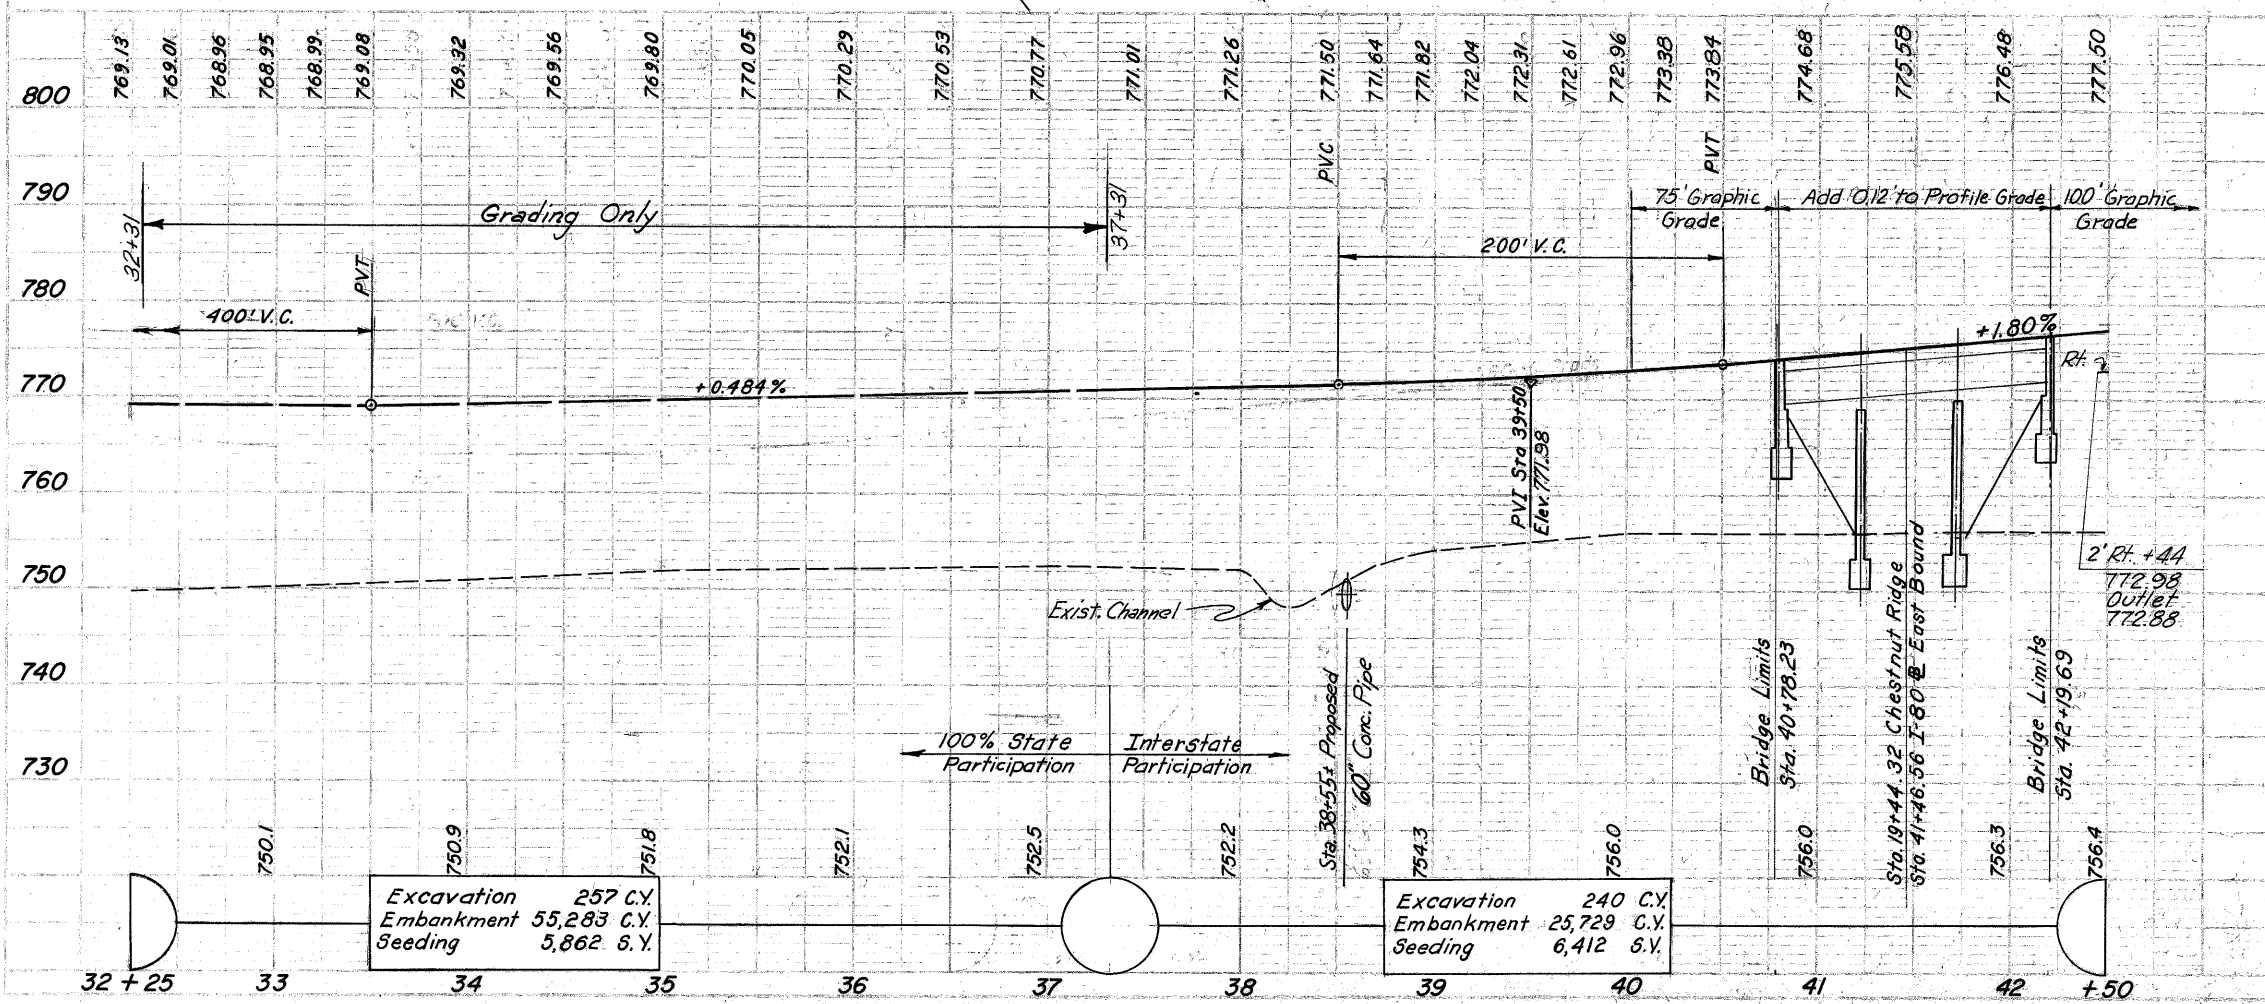 769.13
769.01
768.96
768.95
768.99
769.08
769.32
769.56
769.80
770.05
770.29
770.53
770.77
771.01
771.26
771.50
771.64
771.82
772.04
772.31
772.61
772.96
773.38
773.84
774.68
775.58
776.48
777.50
800
790
780
770
760
750
740
730
PVC
PVT
32+31
Grading Only
37+31
75' Graphic
Grade
Add 0.12' to Profile Grade
100' Graphic
Grade
200' V.C.
PVT
400' V.C.
+0.484%
+1.80%
Rt.
PVI Sta 39+50
Elev. 771.98
2' Rt. +44
772.98
Outlet
772.88
Exist. Channel
100% State
Participation
Interstate
Participation
Sta. 38+55± Proposed
60" Conc. Pipe
Bridge Limits
Sta. 40+78.23
Sta. 19+44.32 Chestnut Ridge
Sta. 41+46.56 I-80 ℄ East Bound
Bridge Limits
Sta. 42+19.69
750.1
750.9
751.8
752.1
752.5
752.2
754.3
756.0
756.0
756.3
756.4
Excavation 257 C.Y.
Embankment 55,283 C.Y.
Seeding 5,862 S.Y.
Excavation 240 C.Y.
Embankment 25,729 C.Y.
Seeding 6,412 S.Y.
32 + 25
33
34
35
36
37
38
39
40
41
42
+50